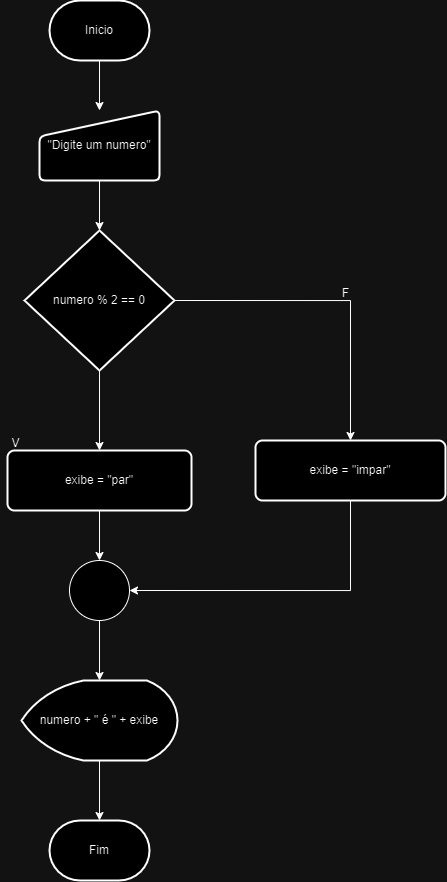 Inicio
"Digite um numero"
numero % 2 == 0
F
V
exibe = "par"
exibe = "impar"
numero + " é " + exibe
Fim